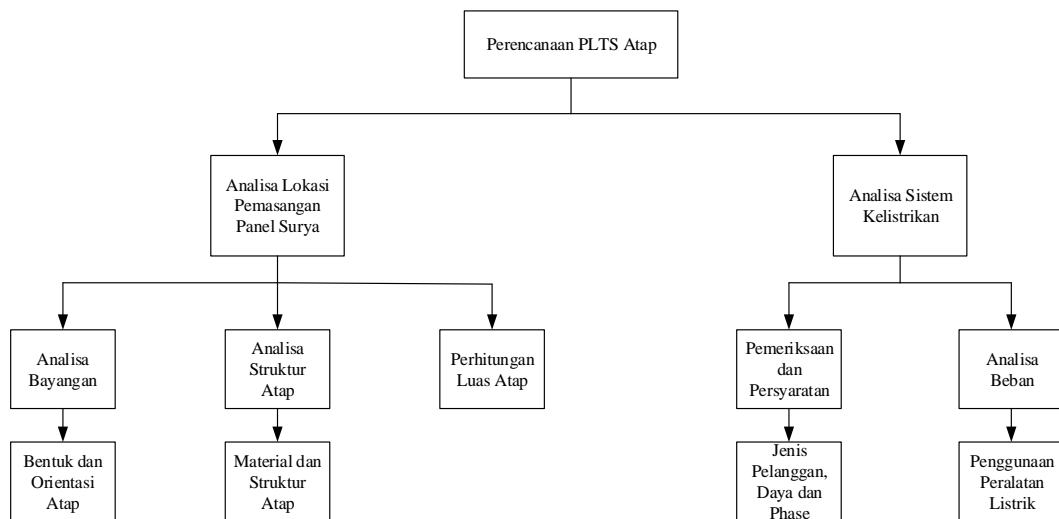 Perencanaan PLTS Atap
Analisa Lokasi
Pemasangan
Panel Surya
Analisa Sistem
Kelistrikan
Analisa
Bayangan
Analisa
Struktur
Atap
Perhitungan
Luas Atap
Pemeriksaan
dan
Persyaratan
Analisa
Beban
Bentuk dan
Orientasi
Atap
Material dan
Struktur Atap
Jenis
Pelanggan,
Daya dan
Phase
Penggunaan
Peralatan
Listrik